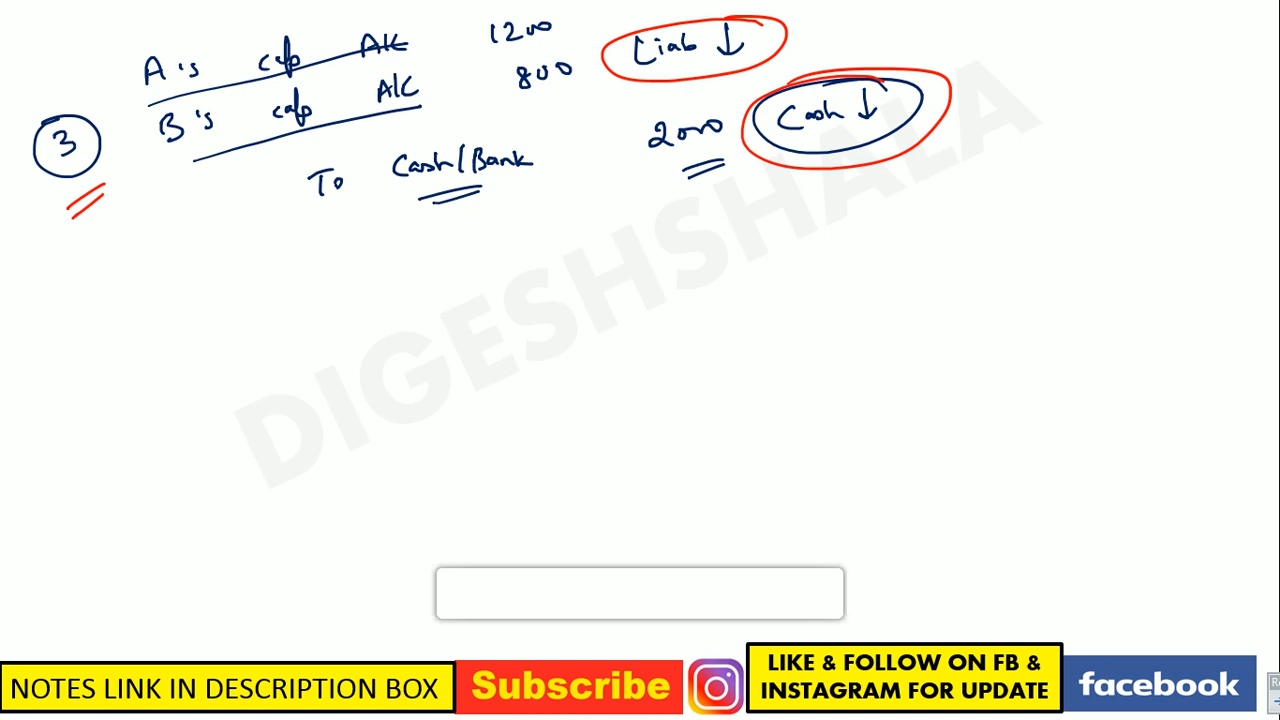 A's cap A/c 1200 Liab ↓
B's cap A/c 800
3
To Cash/Bank 2000 Cash ↓
DIGESHSHALA
NOTES LINK IN DESCRIPTION BOX
Subscribe
LIKE & FOLLOW ON FB &
INSTAGRAM FOR UPDATE
facebook